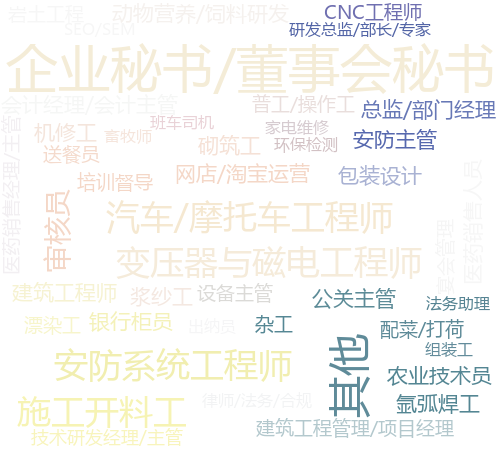 岩土工程
动物营养/饲料研发
CNC工程师
SEO/SEM
研发总监/部长/专家
企业秘书/董事会秘书
会计经理/会计主管
普工/操作工
总监/部门经理
医药销售经理/主管
机修工
畜牧师
班车司机
家电维修
安防主管
送餐员
砌筑工
环保检测
培训督导
网店/淘宝运营
包装设计
医药销售人员
审核员
汽车/摩托车工程师
宴会管理
变压器与磁电工程师
建筑工程师
浆纱工
设备主管
公关主管
法务助理
漂染工
银行柜员
出纳员
杂工
其他
配菜/打荷
组装工
安防系统工程师
农业技术员
施工开料工
律师/法务/合规
氩弧焊工
技术研发经理/主管
建筑工程管理/项目经理